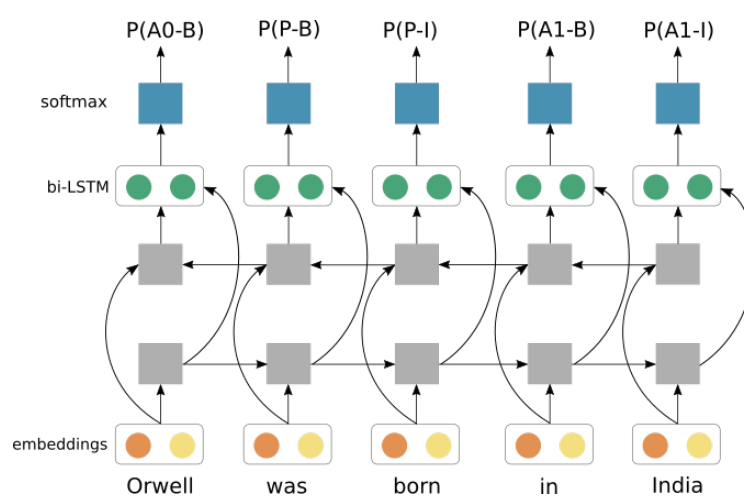 P(A0-B) P(P-B) P(P-I) P(A1-B) P(A1-I)
softmax
bi-LSTM
embeddings
Orwell was born in India